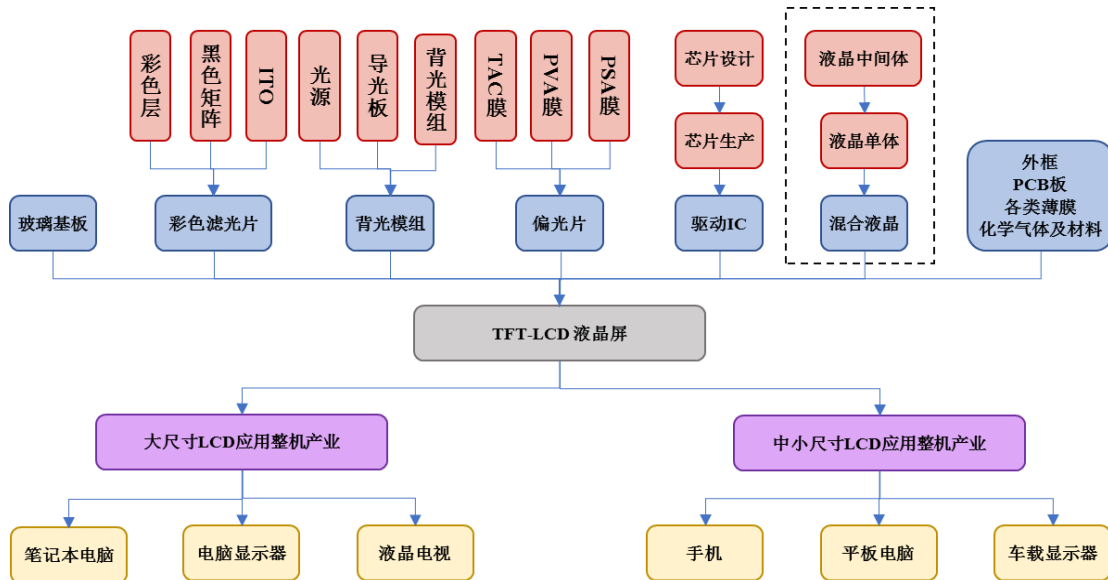 彩色层
黑色矩阵
ITO
光源
导光板
背光模组
TAC膜
PVA膜
PSA膜
芯片设计
液晶中间体
芯片生产
液晶单体
玻璃基板
彩色滤光片
背光模组
偏光片
驱动IC
混合液晶
外框
PCB板
各类薄膜
化学气体及材料
TFT-LCD 液晶屏
大尺寸LCD应用整机产业
中小尺寸LCD应用整机产业
笔记本电脑
电脑显示器
液晶电视
手机
平板电脑
车载显示器